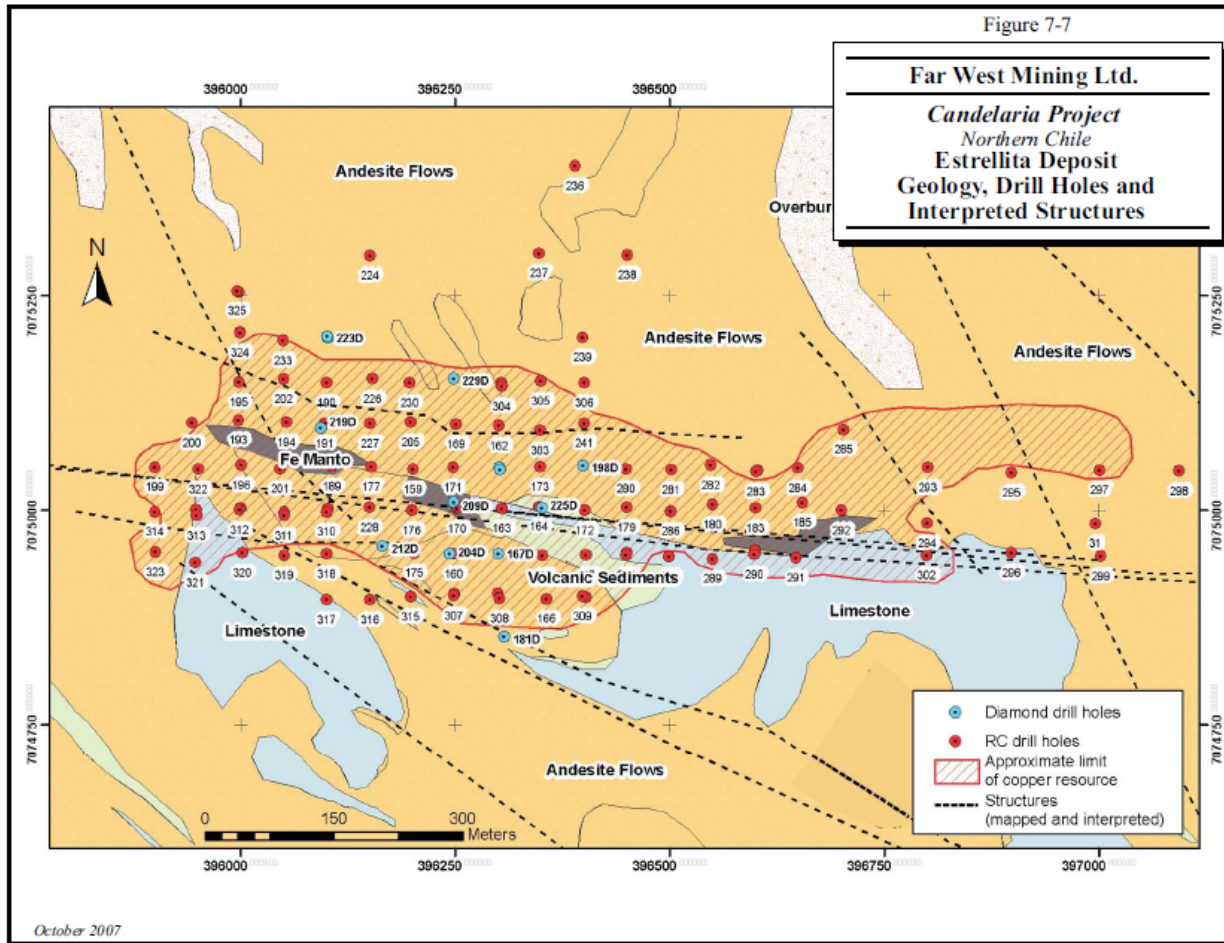 Figure 7-7
Far West Mining Ltd.
Candelaria Project
Northern Chile
Estrellita Deposit
Geology, Drill Holes and
Interpreted Structures
396000 396250 396500
Andesite Flows
236
Overbur
N
224 237 238
7075250 7075250
325
324 233 223D 239
Andesite Flows Andesite Flows
195 202 190 226 230 229D 304 305 306
200 193 194 191 219D 227 205 169 162 303 241 285
Fe Manto
199 322 196 201 189 177 159 171 173 198D 280 281 282 283 284 293 295 297 298
7075000 7075000
314 313 312 311 310 228 176 209D 170 163 164 225D 172 179 286 180 183 185 292 294 31
323 321 320 319 318 212D 175 204D 160 167D 289 290 291 302 296 299
Volcanic Sediments
317 316 315 307 308 166 309
Limestone Limestone
181D
7074750 7074750
Andesite Flows
Diamond drill holes
RC drill holes
Approximate limit
of copper resource
Structures
(mapped and interpreted)
0 150 300
Meters
396000 396250 396500 396750 397000
October 2007